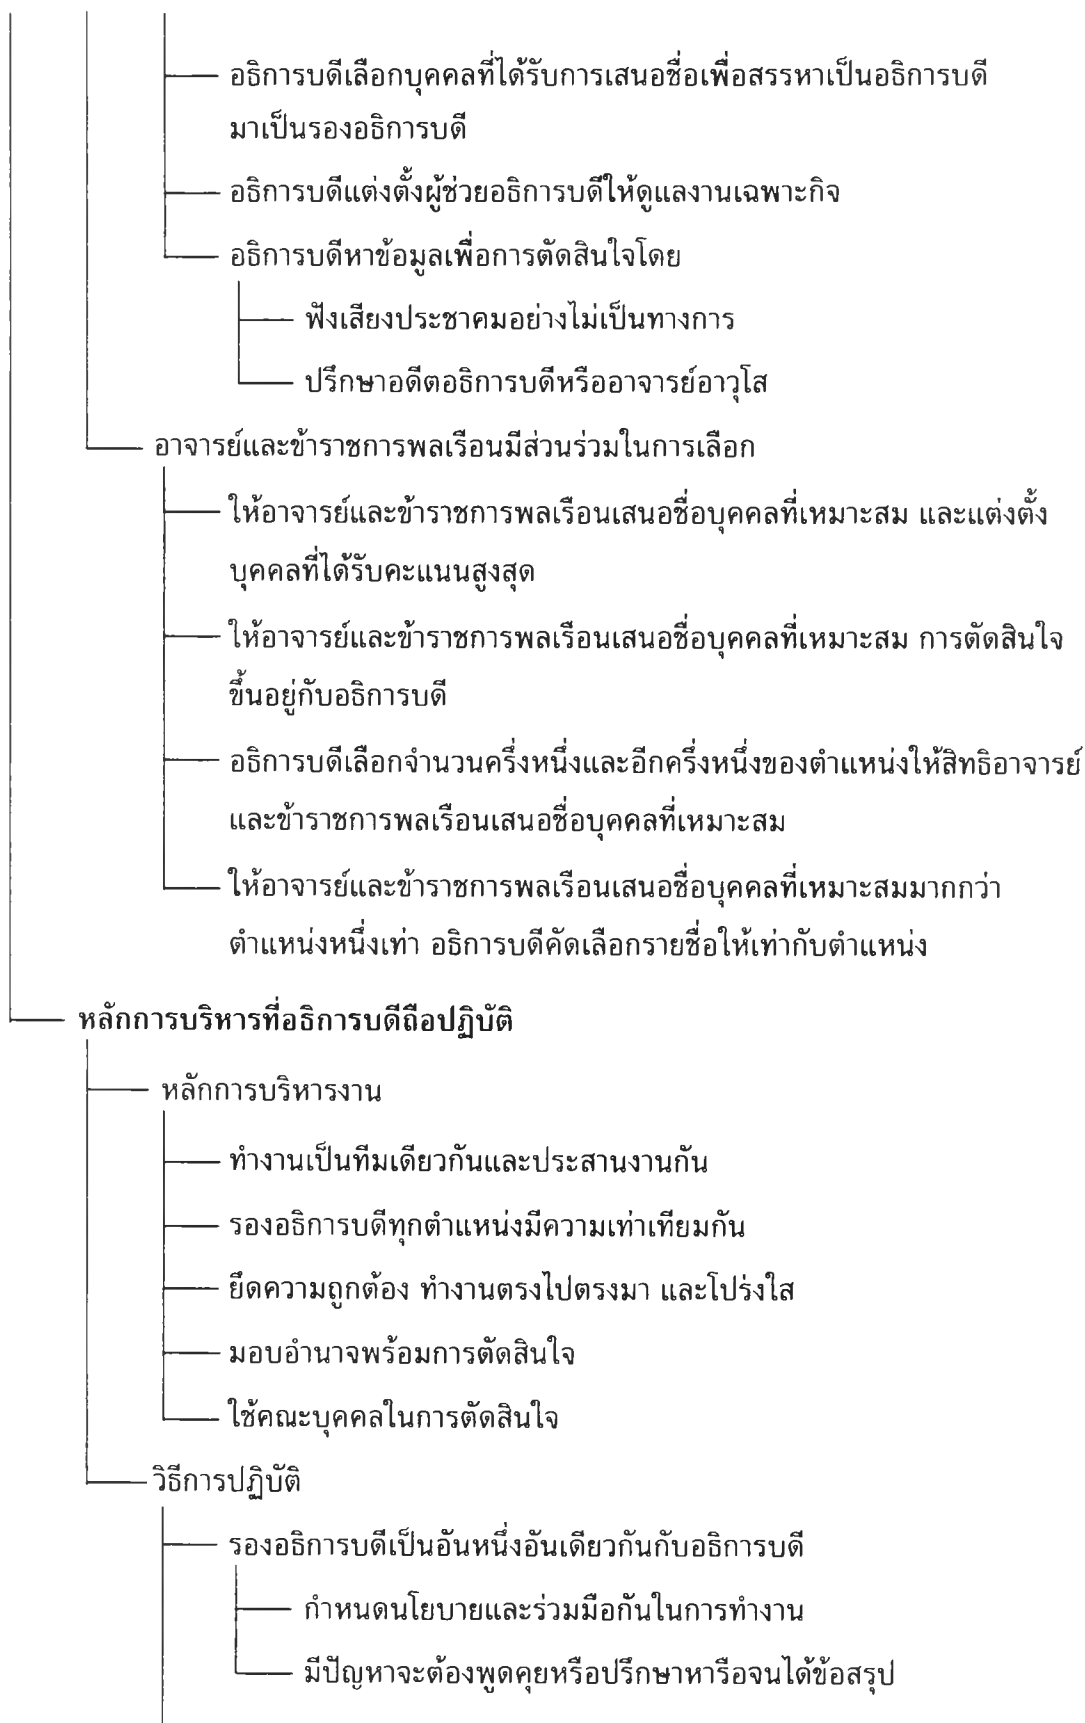 อธิการบดีเลือกบุคคลที่ได้รับการเสนอชื่อเพื่อสรรหาเป็นอธิการบดี
มาเป็นรองอธิการบดี
อธิการบดีแต่งตั้งผู้ช่วยอธิการบดีให้ดูแลงานเฉพาะกิจ
อธิการบดีหาข้อมูลเพื่อการตัดสินใจโดย
ฟังเสียงประชาคมอย่างไม่เป็นทางการ
ปรึกษาอดีตอธิการบดีหรืออาจารย์อาวุโส
อาจารย์และข้าราชการพลเรือนมีส่วนร่วมในการเลือก
ให้อาจารย์และข้าราชการพลเรือนเสนอชื่อบุคคลที่เหมาะสม และแต่งตั้ง
บุคคลที่ได้รับคะแนนสูงสุด
ให้อาจารย์และข้าราชการพลเรือนเสนอชื่อบุคคลที่เหมาะสม การตัดสินใจ
ขึ้นอยู่กับอธิการบดี
อธิการบดีเลือกจำนวนครึ่งหนึ่งและอีกครึ่งหนึ่งของตำแหน่งให้สิทธิอาจารย์
และข้าราชการพลเรือนเสนอชื่อบุคคลที่เหมาะสม
ให้อาจารย์และข้าราชการพลเรือนเสนอชื่อบุคคลที่เหมาะสมมากกว่า
ตำแหน่งหนึ่งเท่า อธิการบดีคัดเลือกรายชื่อให้เท่ากับตำแหน่ง
หลักการบริหารที่อธิการบดีถือปฏิบัติ
หลักการบริหารงาน
ทำงานเป็นทีมเดียวกันและประสานงานกัน
รองอธิการบดีทุกตำแหน่งมีความเท่าเทียมกัน
ยึดความถูกต้อง ทำงานตรงไปตรงมา และโปร่งใส
มอบอำนาจพร้อมการตัดสินใจ
ใช้คณะบุคคลในการตัดสินใจ
วิธีการปฏิบัติ
รองอธิการบดีเป็นอันหนึ่งอันเดียวกันกับอธิการบดี
กำหนดนโยบายและร่วมมือกันในการทำงาน
มีปัญหาจะต้องพูดคุยหรือปรึกษาหารือจนได้ข้อสรุป